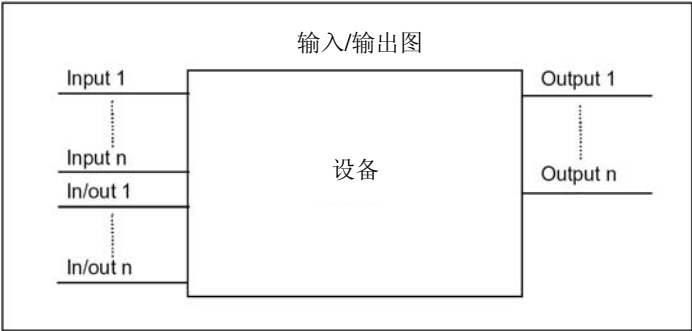 输入/输出图
Input 1
Output 1
Input n
设备
Output n
In/out 1
In/out n